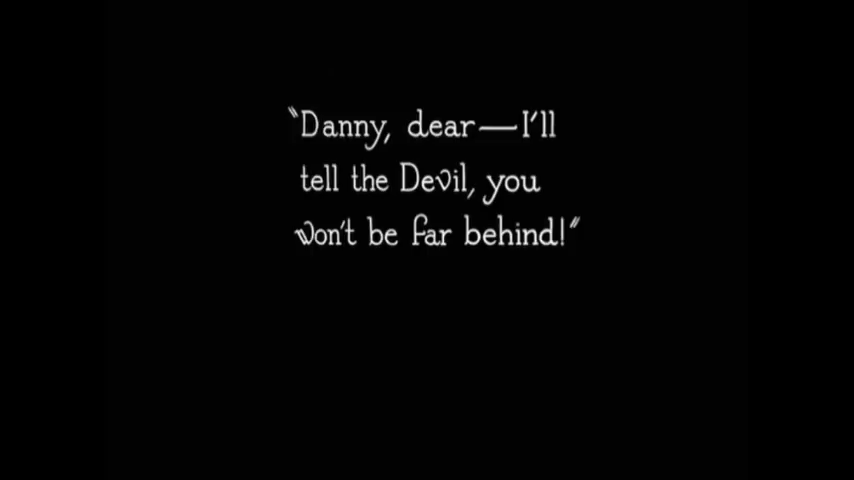 "Danny, dear—I'll
tell the Devil, you
won't be far behind!"